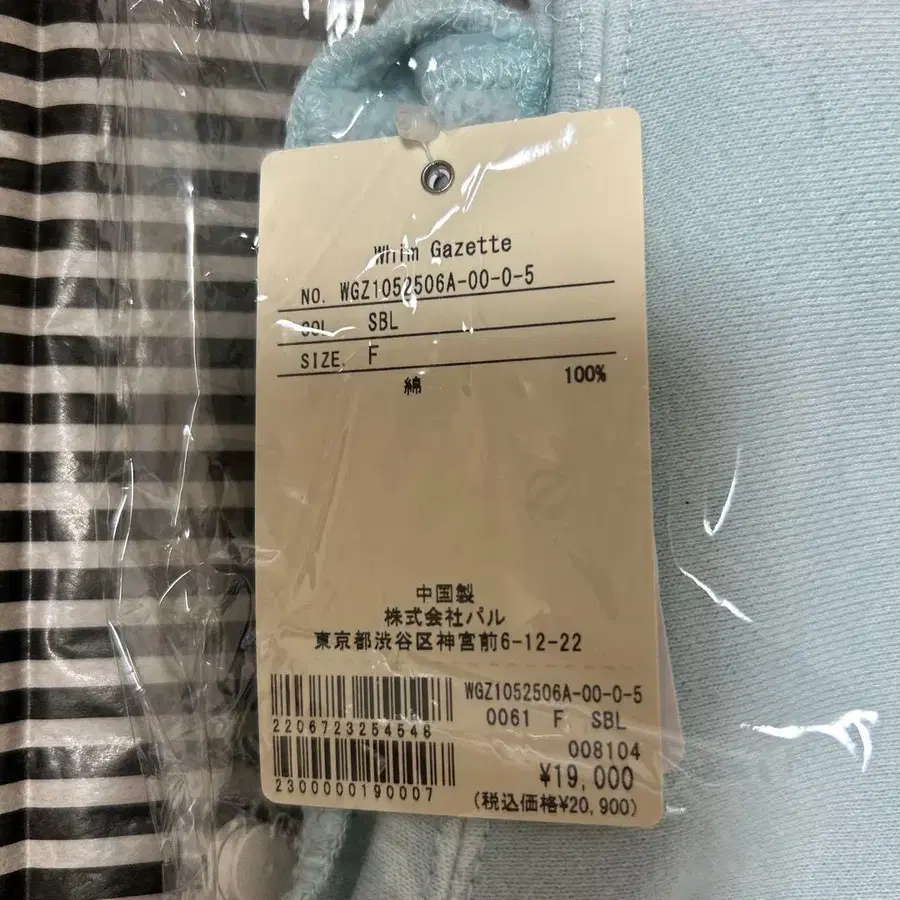 Whim Gazette
NO. WGZ1052506A-00-0-5
COL. SBL
SIZE. F
綿 100%
中国製
株式会社パル
東京都渋谷区神宮前6-12-22
WGZ1052506A-00-0-5
2206723254546 0061 F SBL
008104
2300000190007 ¥19,000
(税込価格¥20,900)